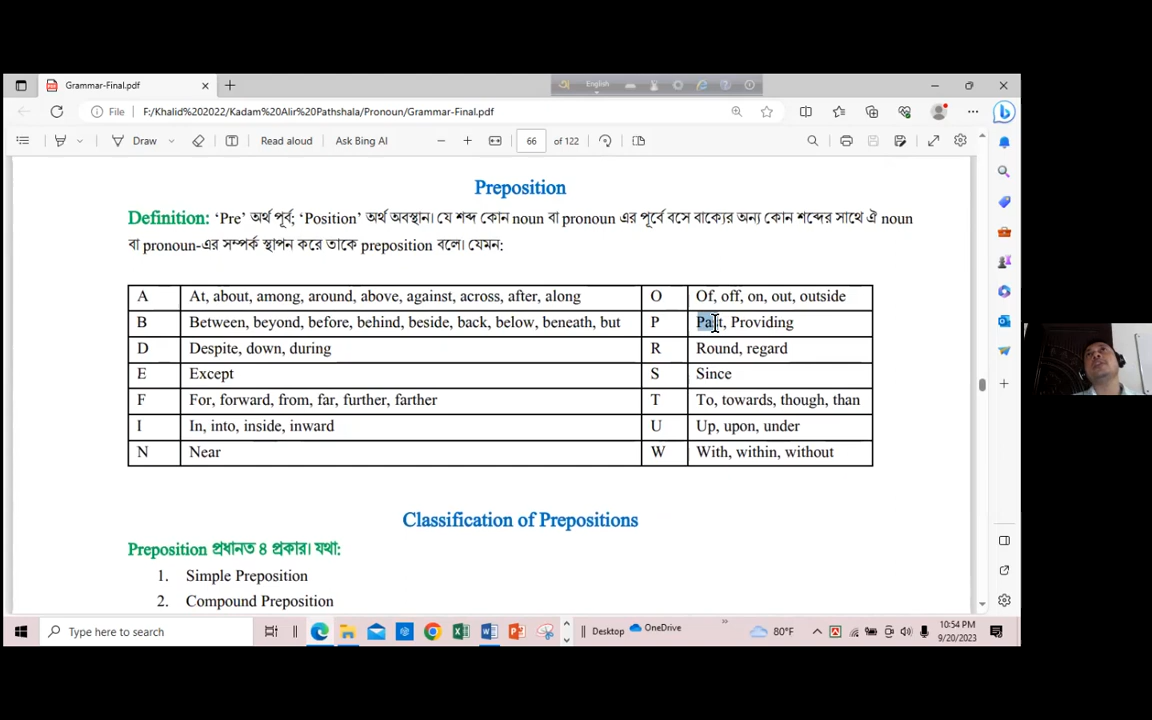 Grammar-Final.pdf
English
File F:/Khalid%202022/Kadam%20Alir%20Pathshala/Pronoun/Grammar-Final.pdf
Draw Read aloud Ask Bing AI 66 of 122
Preposition
Definition: ‘Pre’ অর্থ পূর্ব; ‘Position’ অর্থ অবস্থান। যে শব্দ কোন noun বা pronoun এর পূর্বে বসে বাক্যের অন্য কোন শব্দের সাথে ঐ noun
বা pronoun-এর সম্পর্ক স্থাপন করে তাকে preposition বলে। যেমন:
A At, about, among, around, above, against, across, after, along O Of, off, on, out, outside
B Between, beyond, before, behind, beside, back, below, beneath, but P Past, Providing
D Despite, down, during R Round, regard
E Except S Since
F For, forward, from, far, further, farther T To, towards, though, than
I In, into, inside, inward U Up, upon, under
N Near W With, within, without
Classification of Prepositions
Preposition প্রধানত ৪ প্রকার। যথা:
1. Simple Preposition
2. Compound Preposition
Type here to search Desktop OneDrive 80°F 10:54 PM
9/20/2023